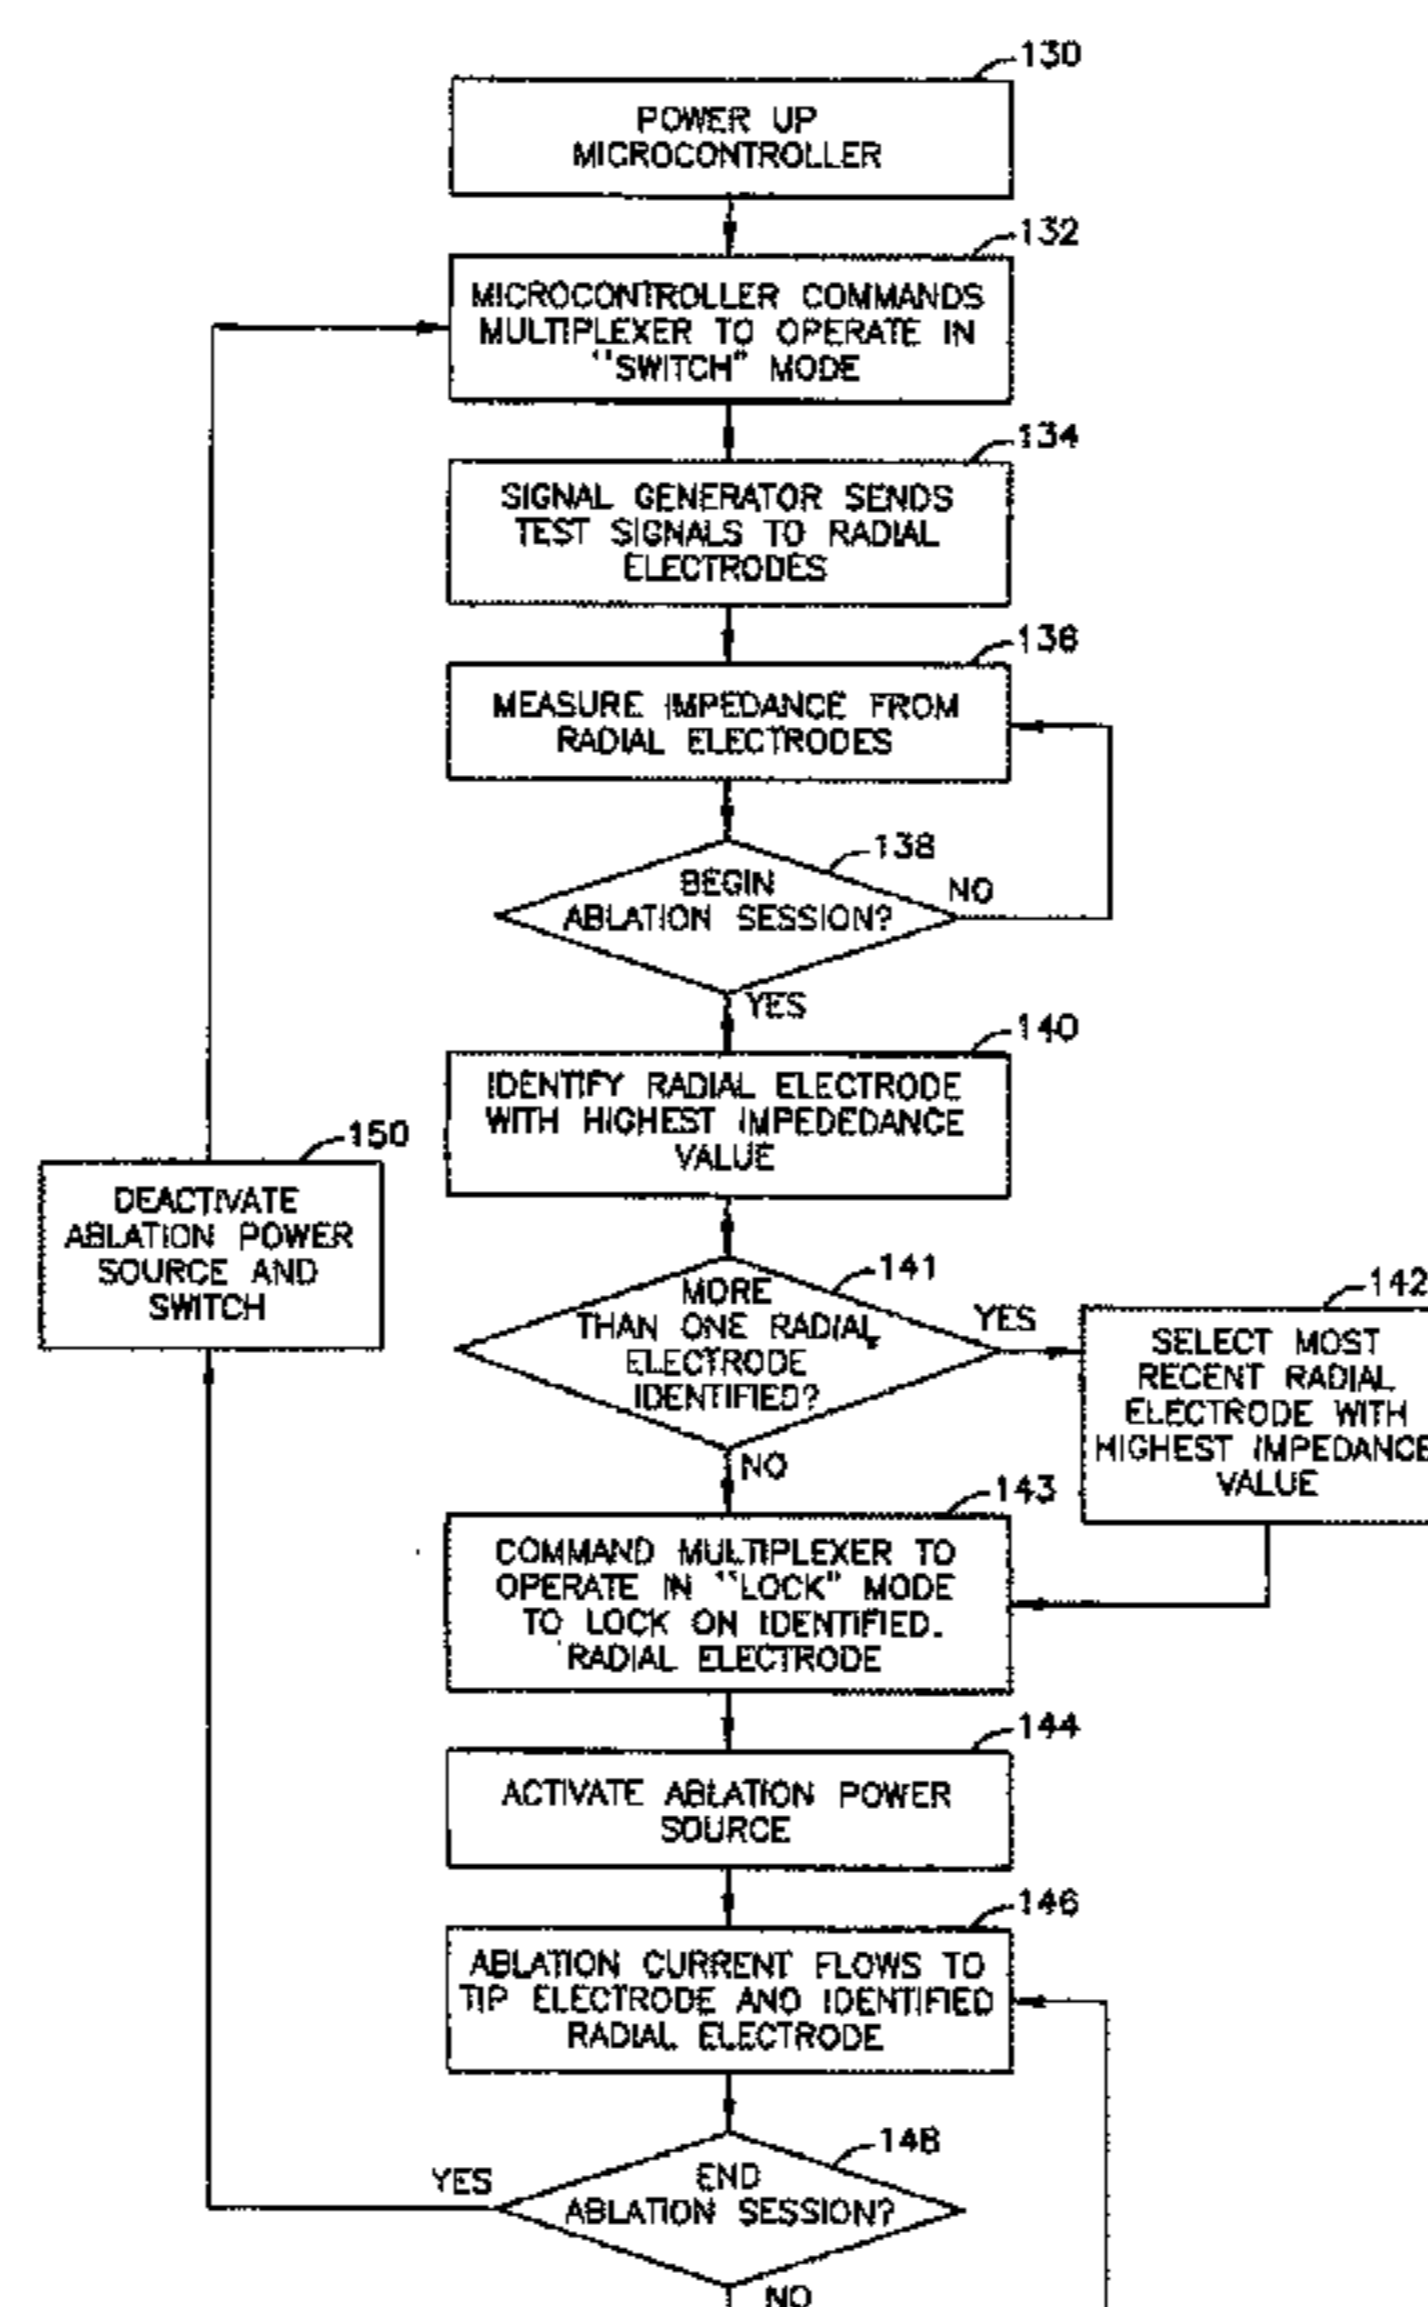 130
POWER UP
MICROCONTROLLER
132
MICROCONTROLLER COMMANDS
MULTIPLEXER TO OPERATE IN
"SWITCH" MODE
134
SIGNAL GENERATOR SENDS
TEST SIGNALS TO RADIAL
ELECTRODES
136
MEASURE IMPEDANCE FROM
RADIAL ELECTRODES
138
BEGIN
ABLATION SESSION?
NO
YES
140
IDENTIFY RADIAL ELECTRODE
WITH HIGHEST IMPEDEDANCE
VALUE
150
DEACTIVATE
ABLATION POWER
SOURCE AND
SWITCH
141
MORE
THAN ONE RADIAL
ELECTRODE
IDENTIFIED?
YES
NO
142
SELECT MOST
RECENT RADIAL
ELECTRODE WITH
HIGHEST IMPEDANCE
VALUE
143
COMMAND MULTIPLEXER TO
OPERATE IN "LOCK" MODE
TO LOCK ON IDENTIFIED.
RADIAL ELECTRODE
144
ACTIVATE ABLATION POWER
SOURCE
146
ABLATION CURRENT FLOWS TO
TIP ELECTRODE AND IDENTIFIED
RADIAL ELECTRODE
148
END
ABLATION SESSION?
YES
NO